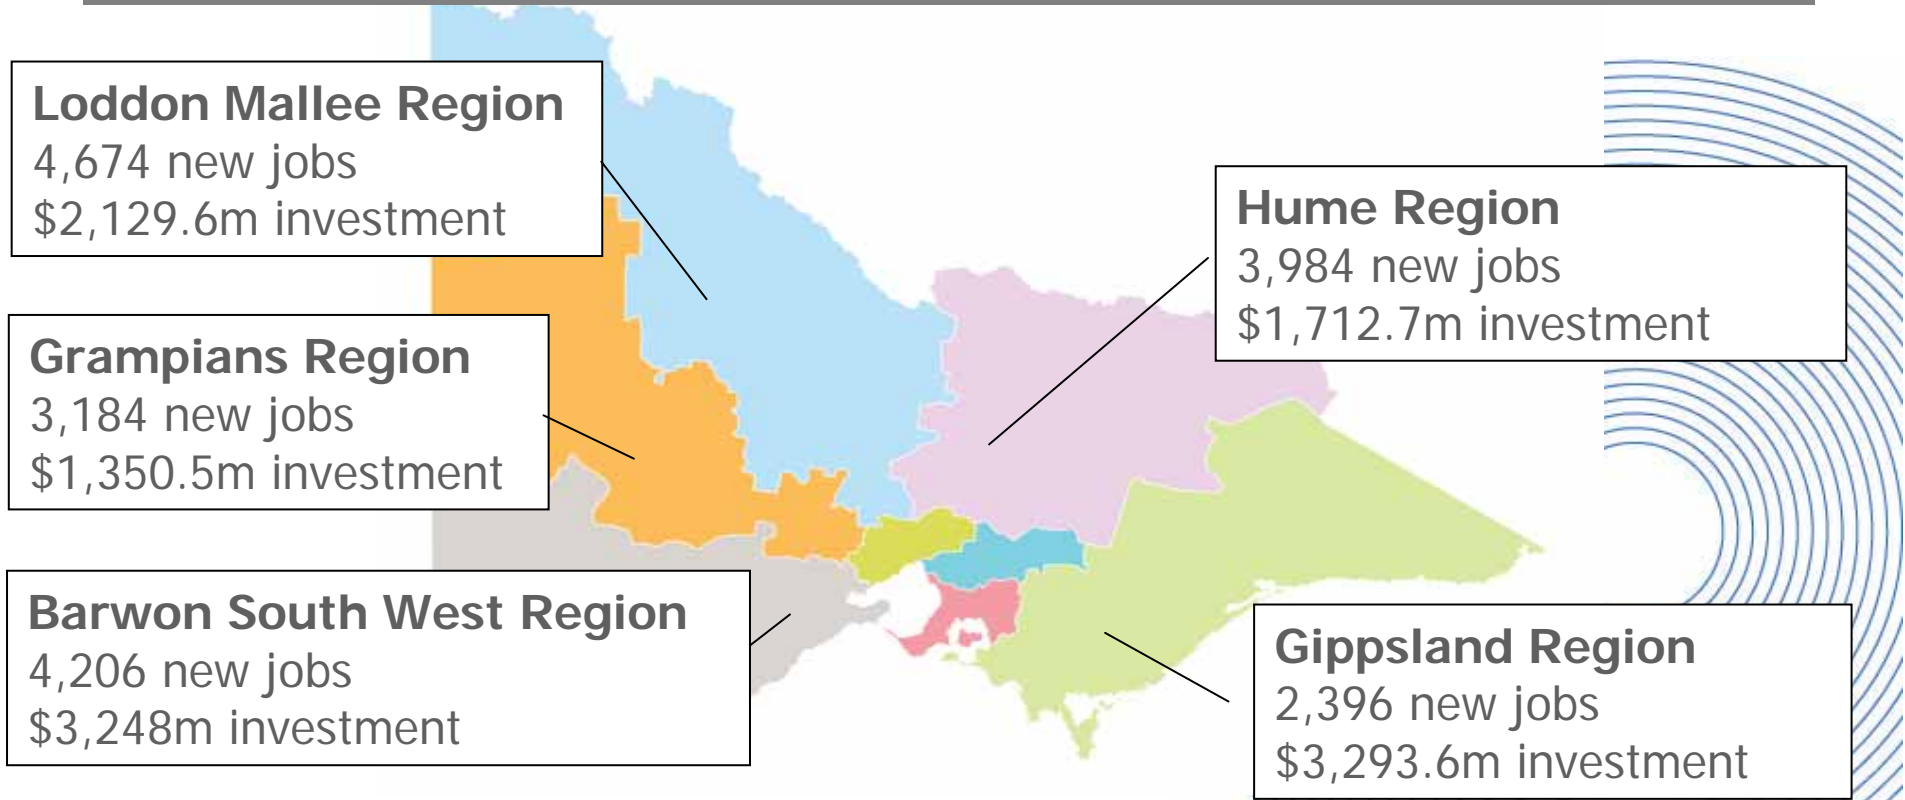 Loddon Mallee Region
4,674 new jobs
$2,129.6m investment
Hume Region
3,984 new jobs
$1,712.7m investment
Grampians Region
3,184 new jobs
$1,350.5m investment
Barwon South West Region
4,206 new jobs
$3,248m investment
Gippsland Region
2,396 new jobs
$3,293.6m investment